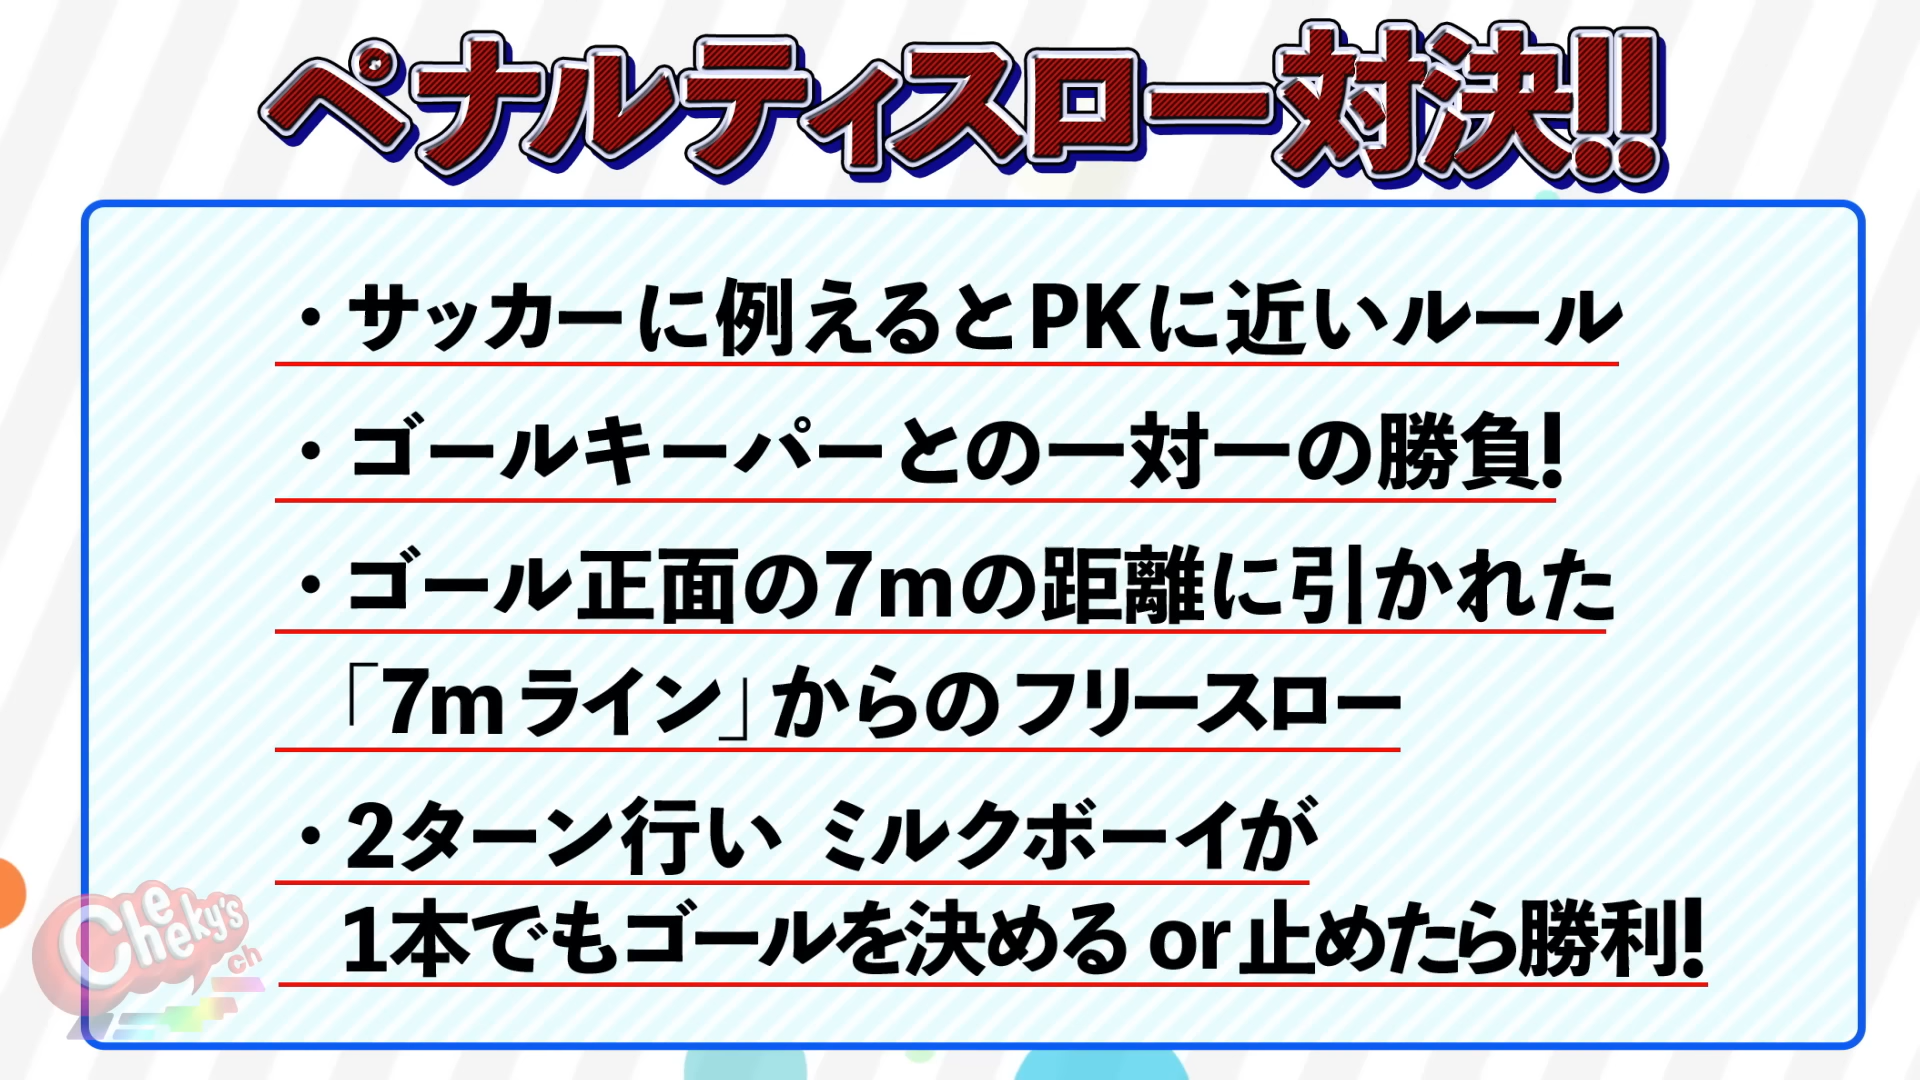 ペナルティスロー対決!!
・サッカーに例えるとPKに近いルール
・ゴールキーパーとの一対一の勝負!
・ゴール正面の7mの距離に引かれた
「7mライン」からのフリースロー
・2ターン行い ミルクボーイが
1本でもゴールを決める or 止めたら勝利!
Cheeky's
ch